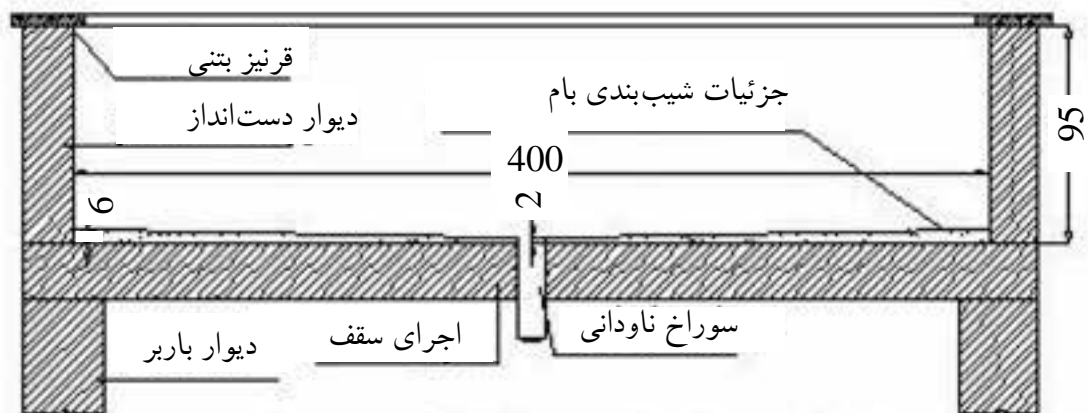 قرنیز بتنی
جزئیات شیب‌بندی بام
دیوار دست‌انداز
95
400
2
6
سوراخ ناودانی
اجرای سقف
دیوار باربر